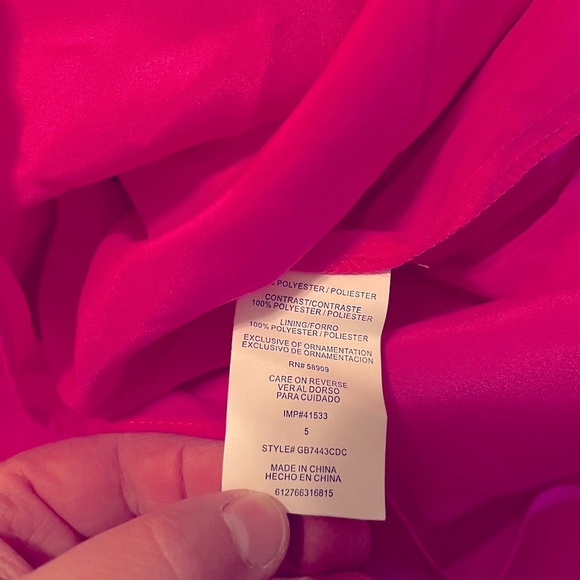 % POLYESTER / POLIESTER
CONTRAST/CONTRASTE
100% POLYESTER / POLIESTER
LINING/FORRO
100% POLYESTER / POLIESTER
EXCLUSIVE OF ORNAMENTATION
EXCLUSIVO DE ORNAMENTACION
RN# 58909
CARE ON REVERSE
VER AL DORSO
PARA CUIDADO
IMP#41533
5
STYLE# GB7443CDC
MADE IN CHINA
HECHO EN CHINA
612766316815